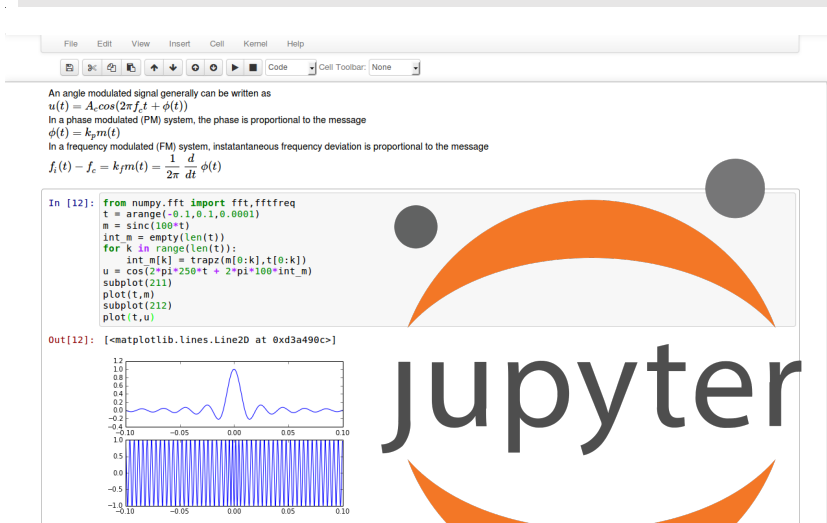 File Edit View Insert Cell Kernel Help
Code Cell Toolbar: None
An angle modulated signal generally can be written as
u(t) = A_c cos(2πf_c t + ϕ(t))
In a phase modulated (PM) system, the phase is proportional to the message
ϕ(t) = k_p m(t)
In a frequency modulated (FM) system, instatantaneous frequency deviation is proportional to the message
f_i(t) − f_c = k_f m(t) = 1/2π d/dt ϕ(t)
In [12]: from numpy.fft import fft,fftfreq
t = arange(-0.1,0.1,0.0001)
m = sinc(100*t)
int_m = empty(len(t))
for k in range(len(t)):
int_m[k] = trapz(m[0:k],t[0:k])
u = cos(2*pi*250*t + 2*pi*100*int_m)
subplot(211)
plot(t,m)
subplot(212)
plot(t,u)
Out[12]: [<matplotlib.lines.Line2D at 0xd3a490c>]
jupyter
1.2
1.0
0.8
0.6
0.4
0.2
0.0
−0.2
−0.4
−0.10 −0.05 0.00 0.05 0.10
1.0
0.5
0.0
−0.5
−1.0
−0.10 −0.05 0.00 0.05 0.10